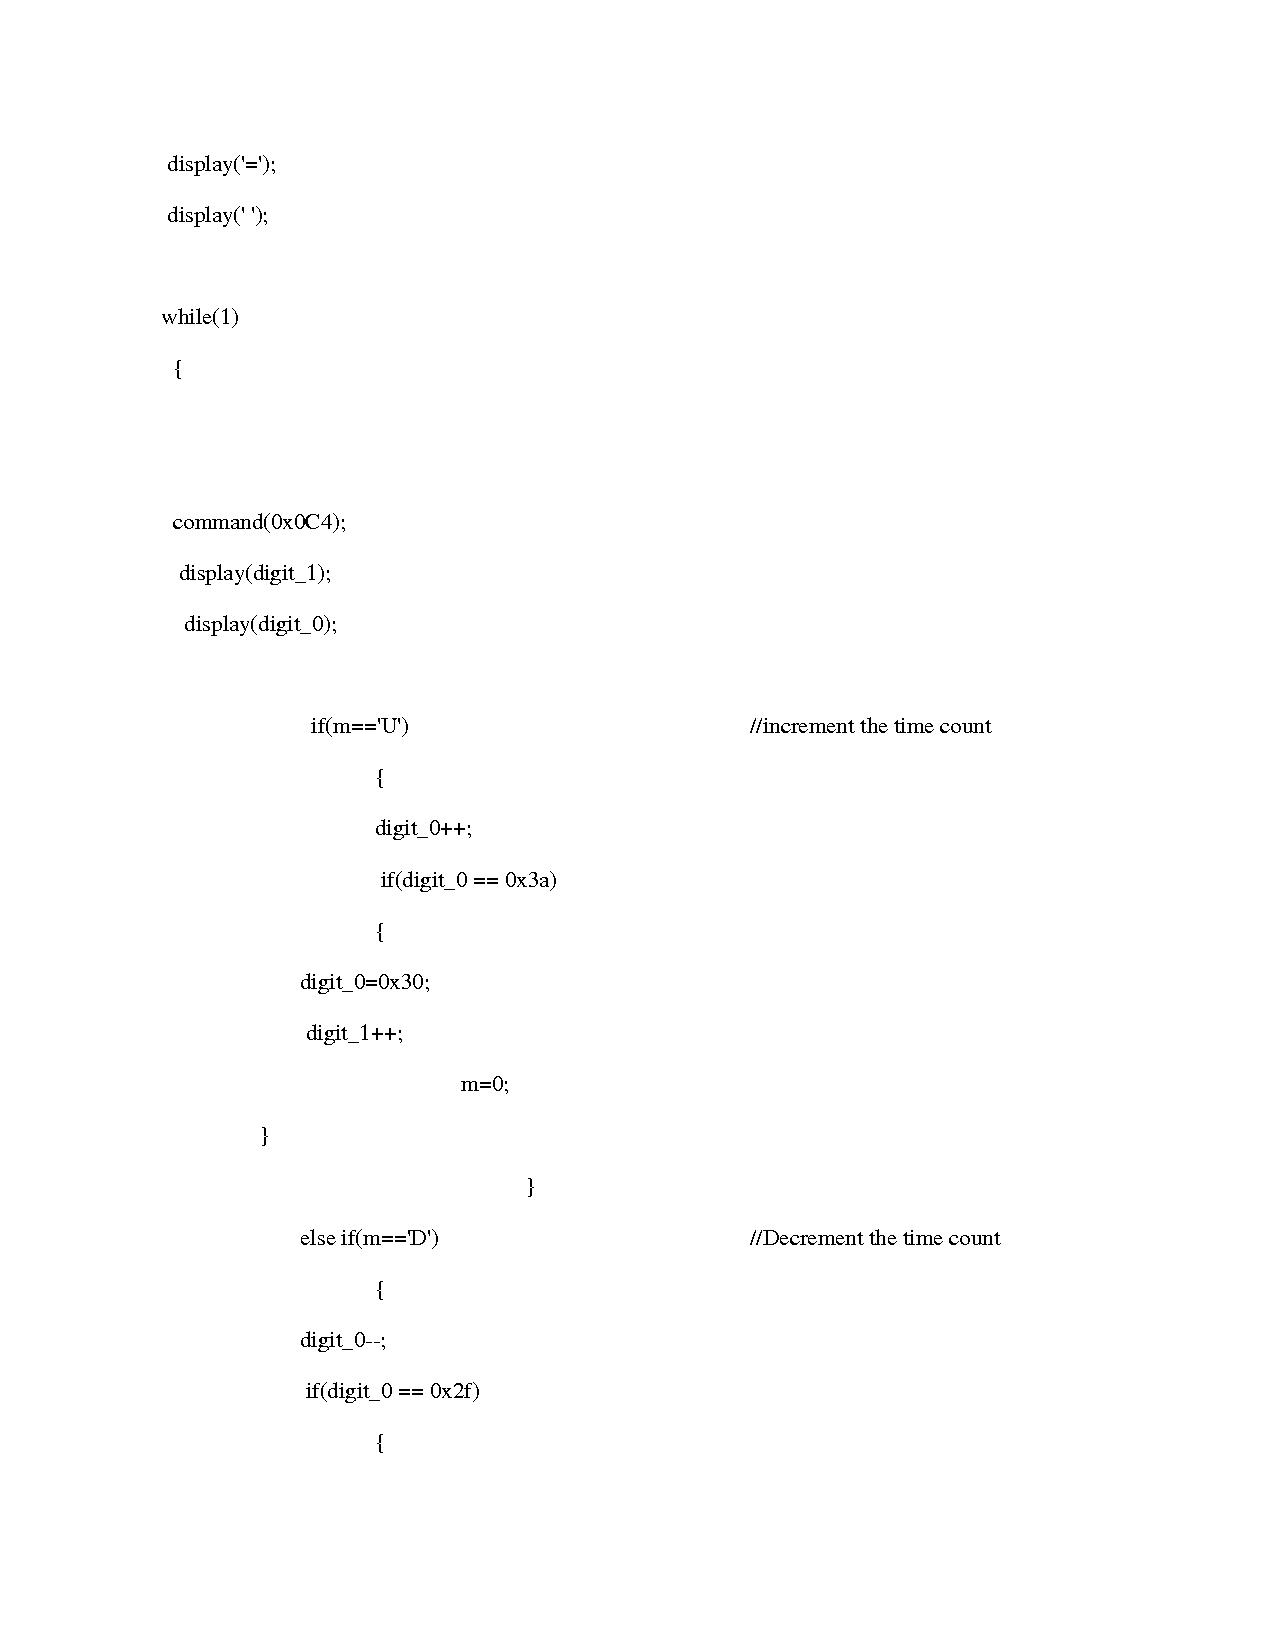 display('=');
display(' ');
while(1)
{
command(0x0C4);
display(digit_1);
display(digit_0);
if(m=='U') //increment the time count
{
digit_0++;
if(digit_0 == 0x3a)
{
digit_0=0x30;
digit_1++;
m=0;
}
}
else if(m=='D') //Decrement the time count
{
digit_0--;
if(digit_0 == 0x2f)
{